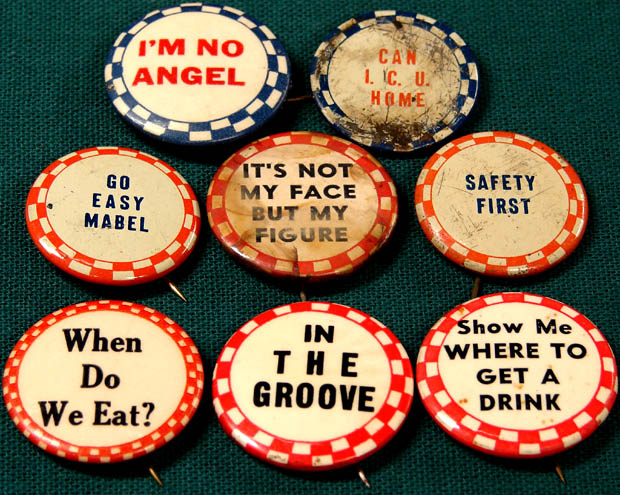 I'M NO
ANGEL
CAN
I. C. U.
HOME
GO
EASY
MABEL
IT'S NOT
MY FACE
BUT MY
FIGURE
SAFETY
FIRST
When
Do
We Eat?
IN
THE
GROOVE
Show Me
WHERE TO
GET A
DRINK